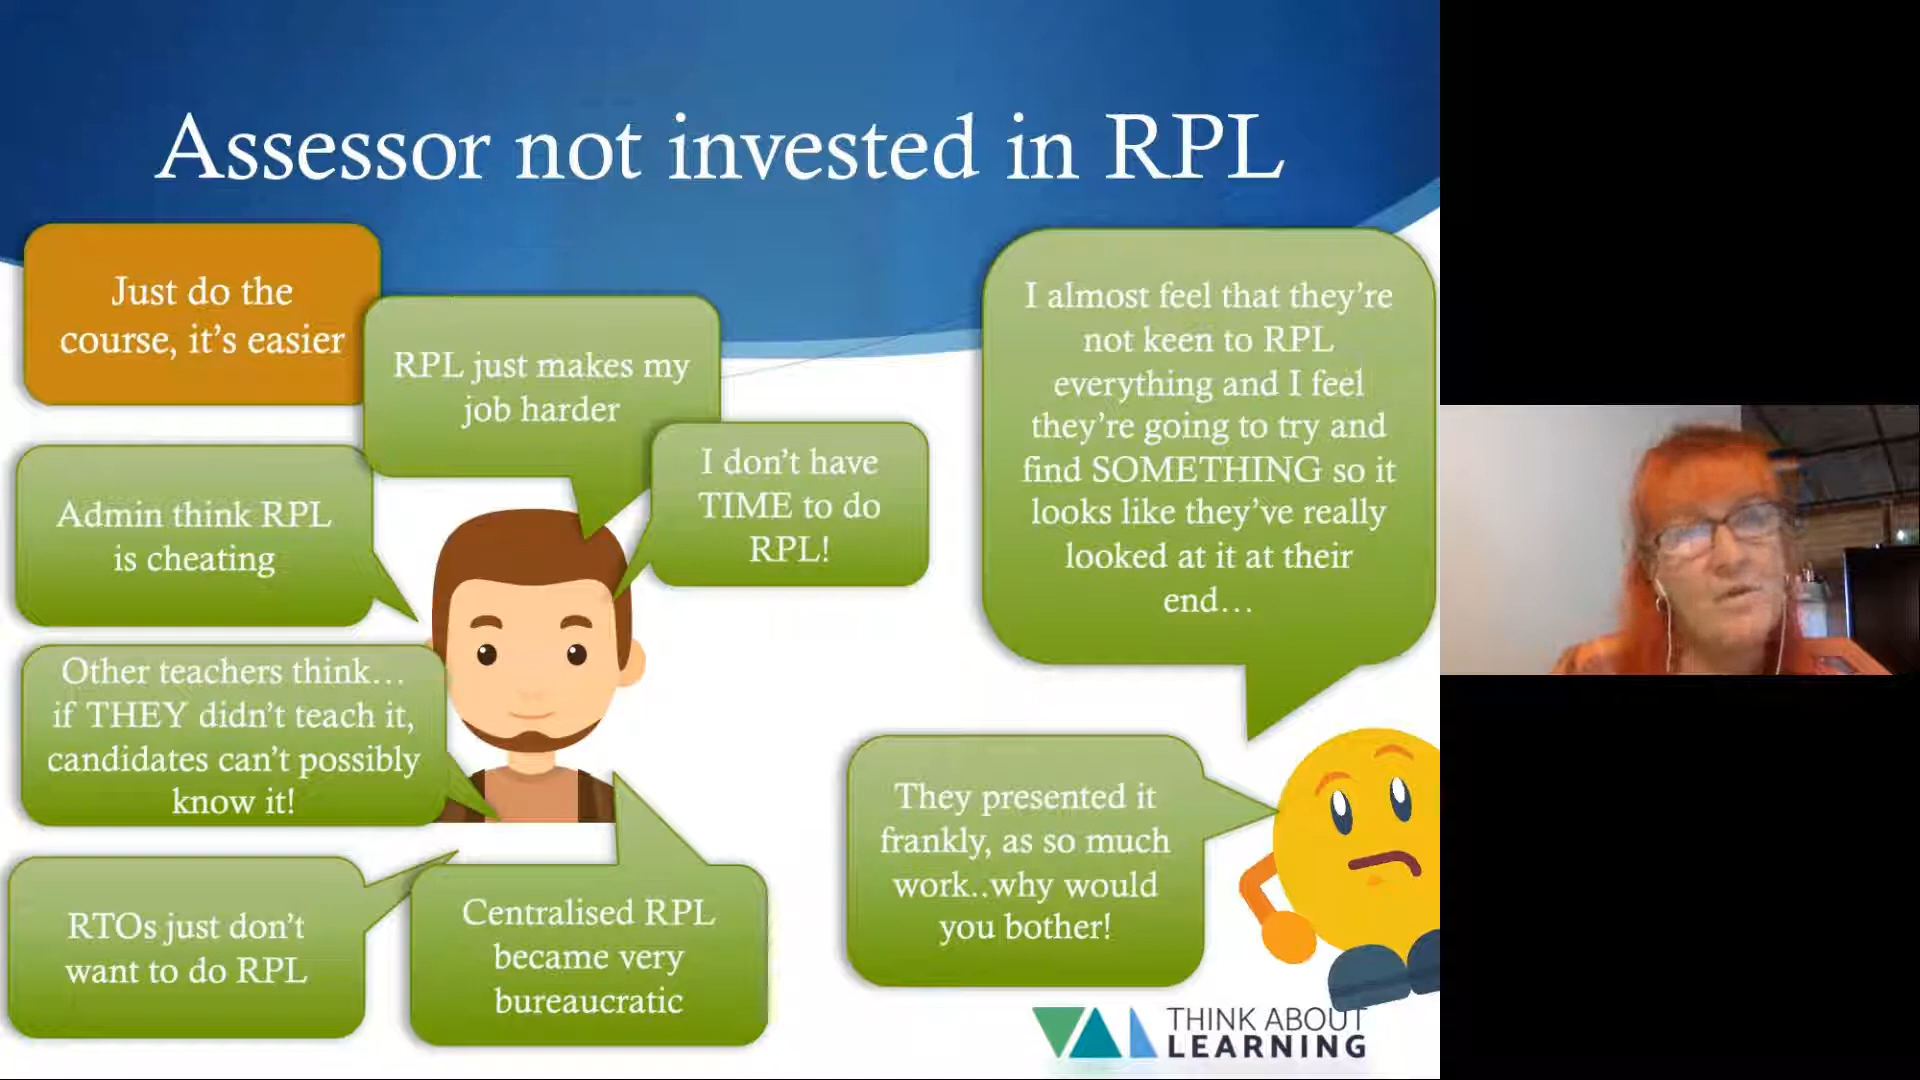 Assessor not invested in RPL
Just do the
course, it's easier
RPL just makes my
job harder
I don't have
TIME to do
RPL!
Admin think RPL
is cheating
Other teachers think…
if THEY didn't teach it,
candidates can't possibly
know it!
RTOs just don't
want to do RPL
Centralised RPL
became very
bureaucratic
I almost feel that they're
not keen to RPL
everything and I feel
they're going to try and
find SOMETHING so it
looks like they've really
looked at it at their
end…
They presented it
frankly, as so much
work..why would
you bother!
THINK ABOUT
LEARNING